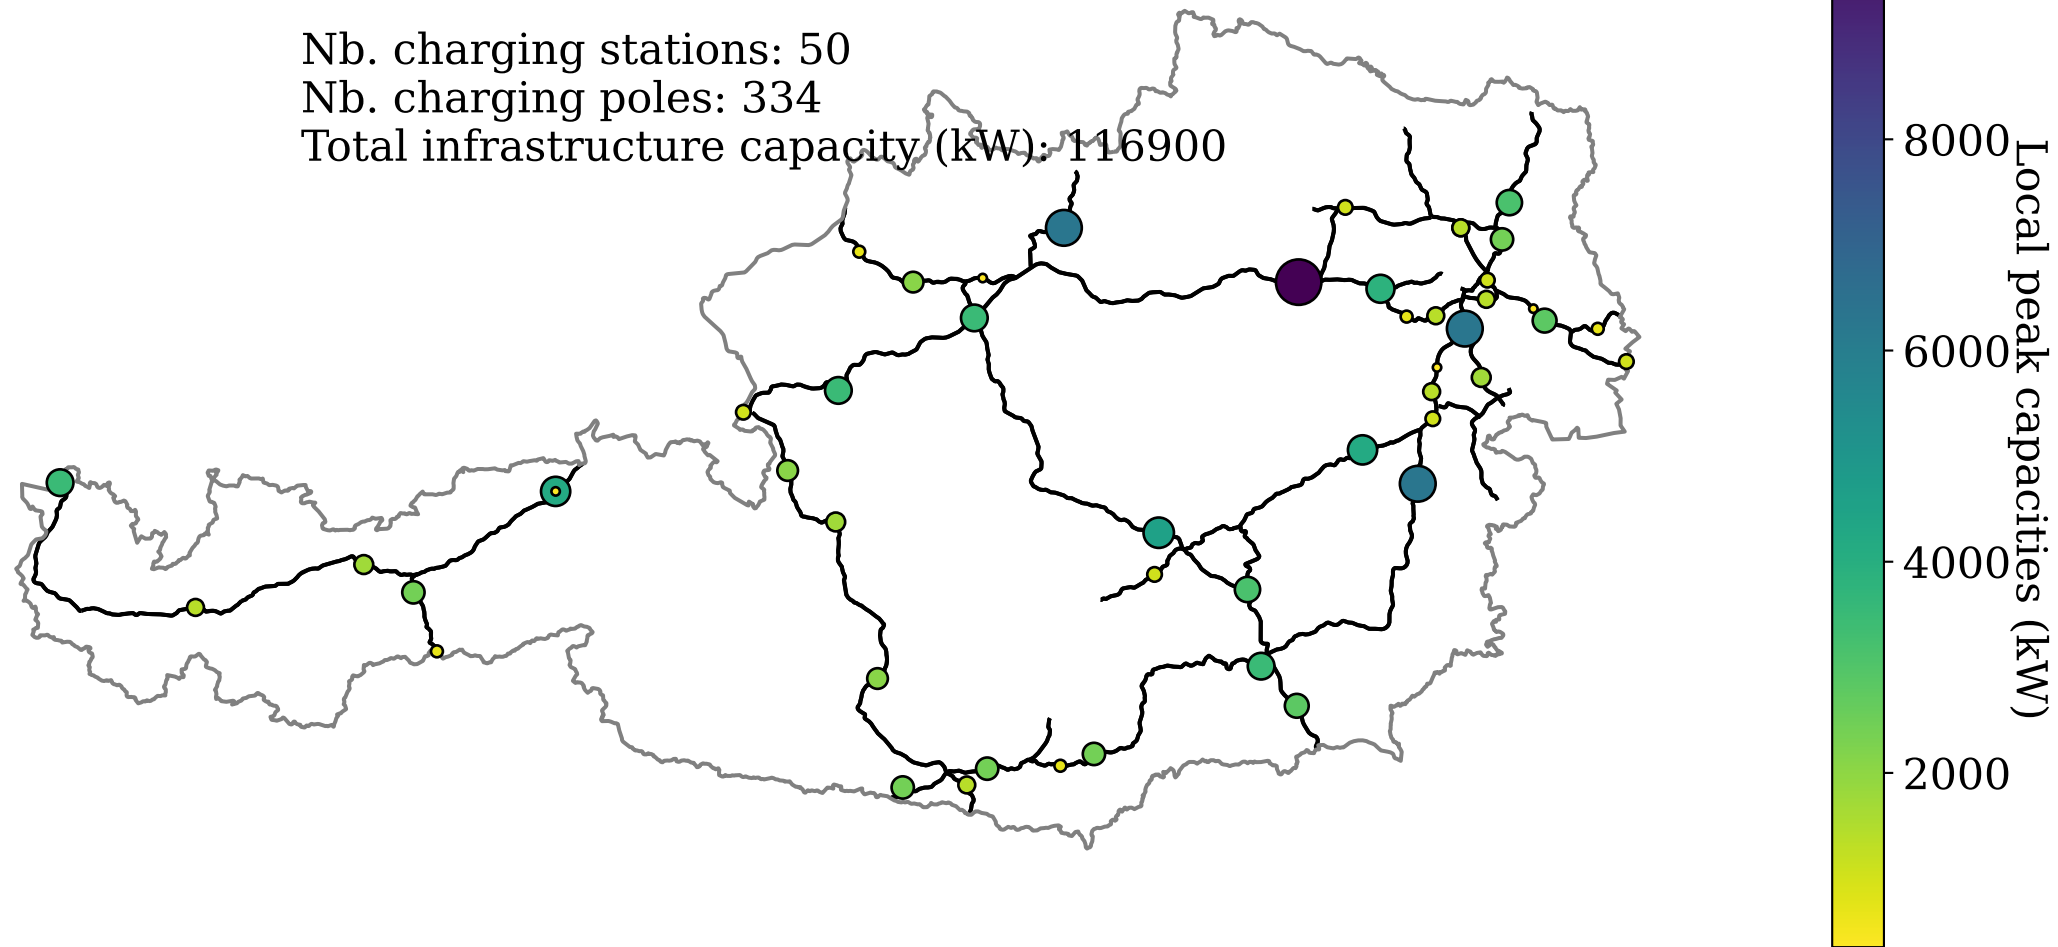 Nb. charging stations: 50
Nb. charging poles: 334
Total infrastructure capacity (kW): 116900
8000
6000
4000
2000
Local peak capacities (kW)